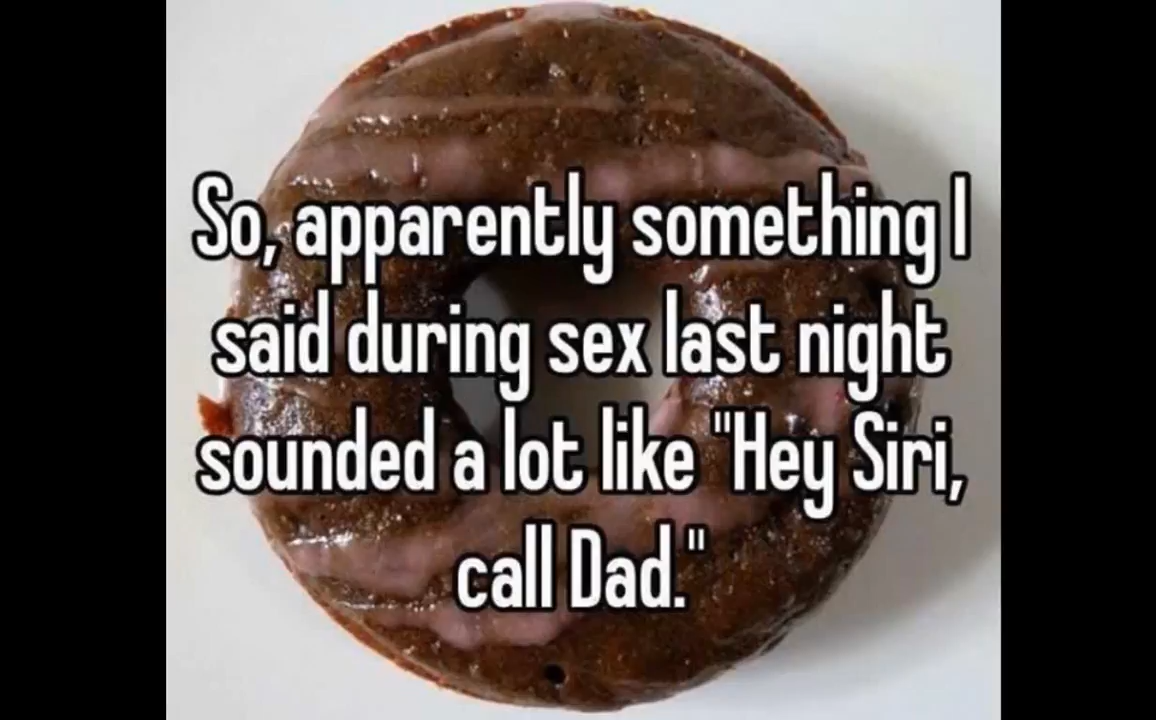 So, apparently something I
said during sex last night
sounded a lot like "Hey Siri,
call Dad."